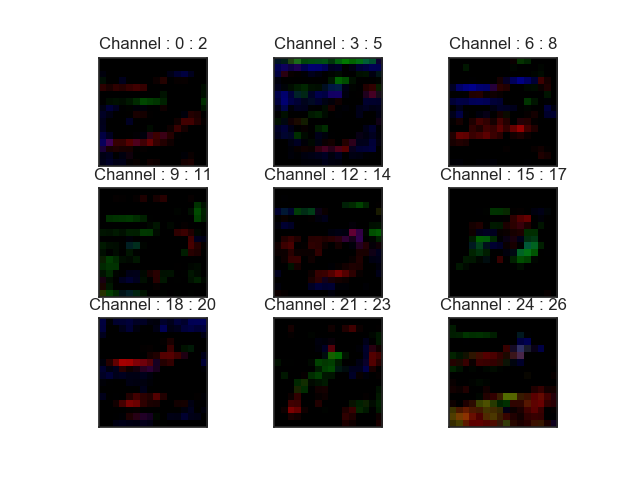 Channel : 0 : 2
Channel : 3 : 5
Channel : 6 : 8
Channel : 9 : 11
Channel : 12 : 14
Channel : 15 : 17
Channel : 18 : 20
Channel : 21 : 23
Channel : 24 : 26